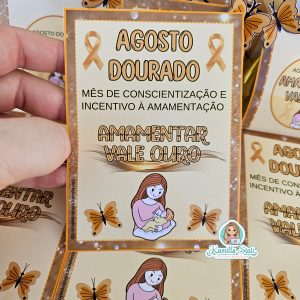 AGOSTO
DOURADO
MÊS DE CONSCIENTIZAÇÃO E
INCENTIVO À AMAMENTAÇÃO
AMAMENTAR
VALE OURO